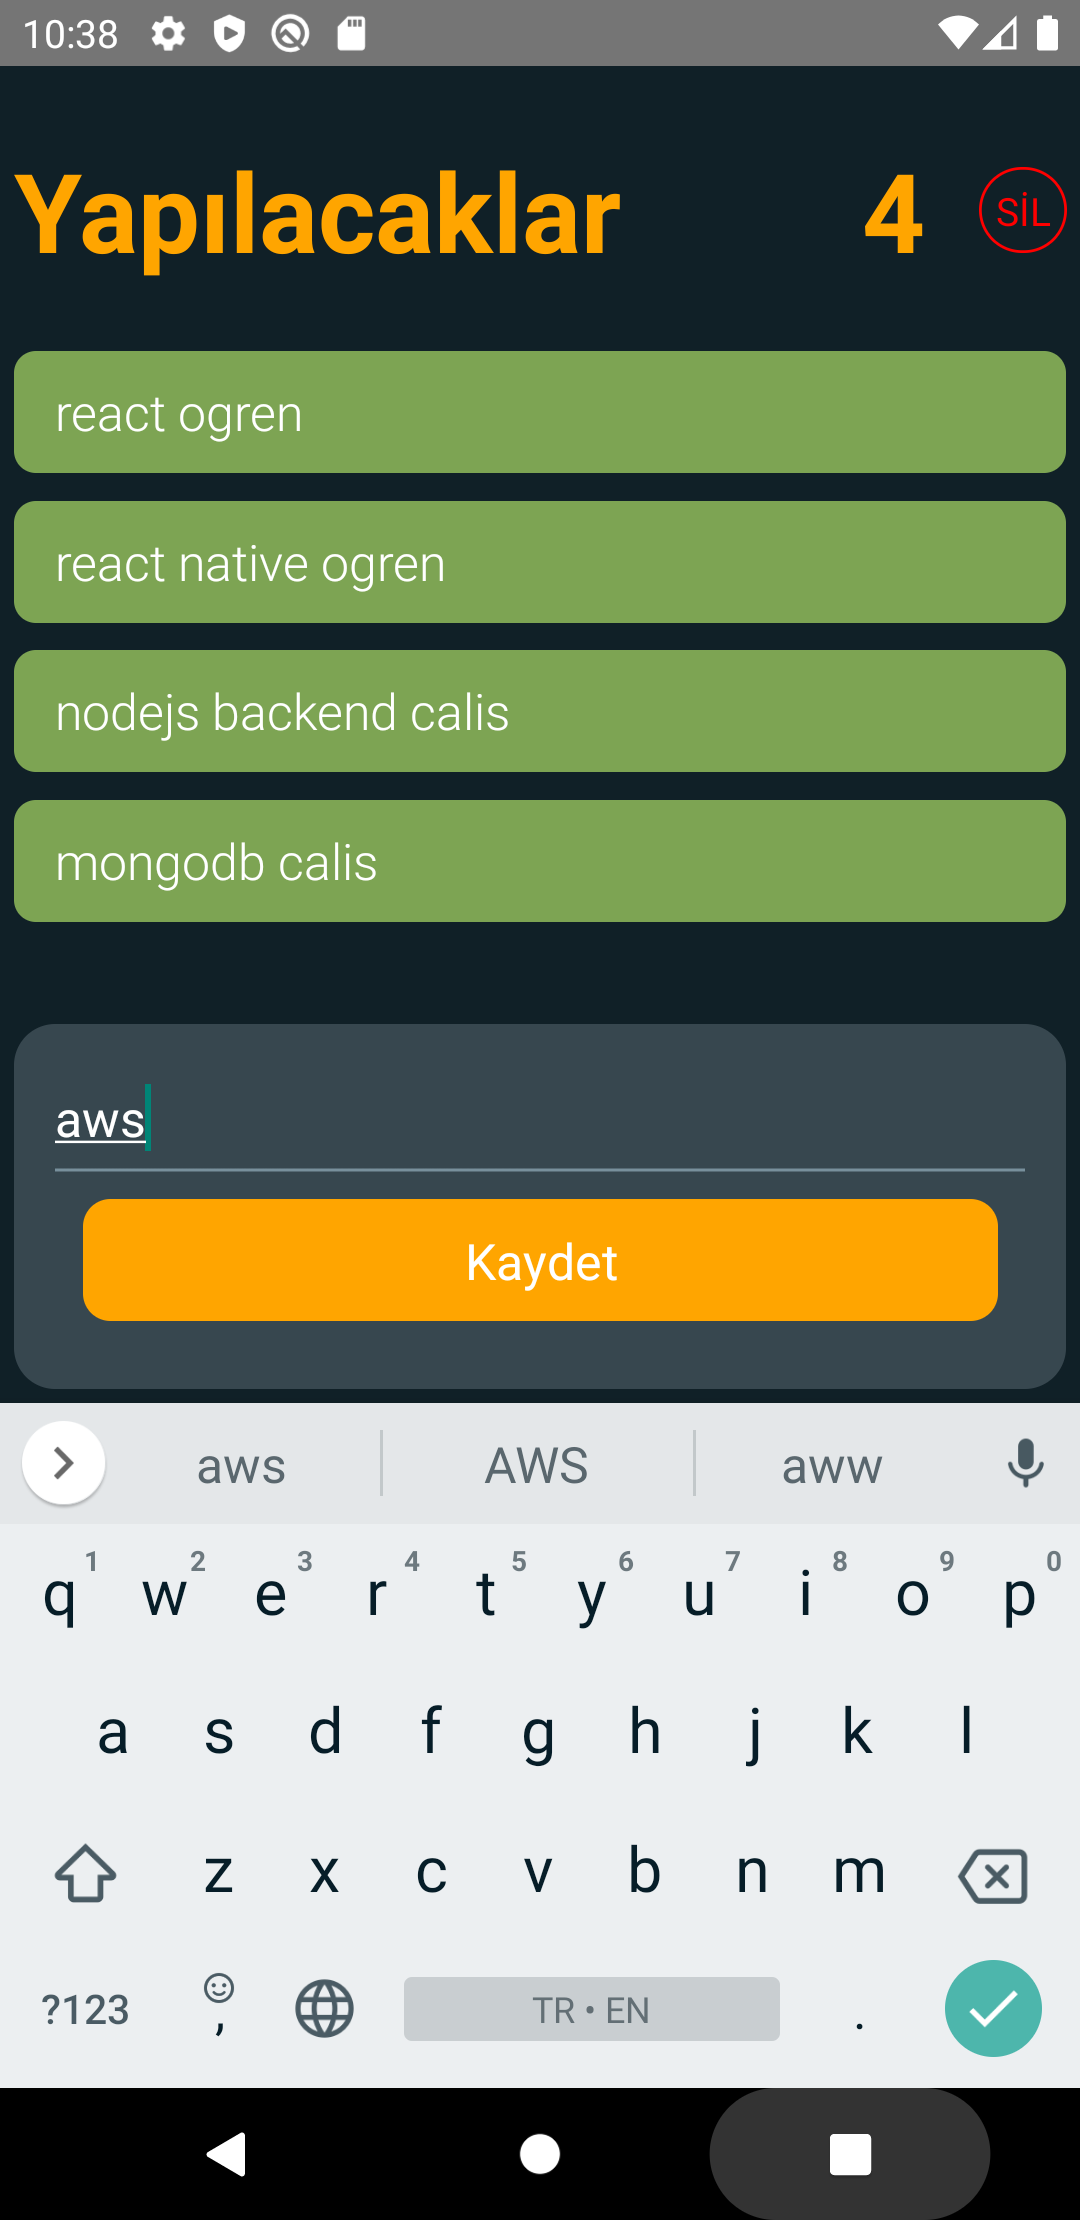 10:38
Yapılacaklar 4 SİL
react ogren
react native ogren
nodejs backend calis
mongodb calis
aws
Kaydet
aws AWS aww
1 2 3 4 5 6 7 8 9 0
q w e r t y u i o p
a s d f g h j k l
z x c v b n m
?123 , TR • EN .